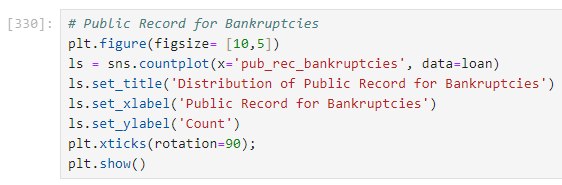 [330]: # Public Record for Bankruptcies
plt.figure(figsize= [10,5])
ls = sns.countplot(x='pub_rec_bankruptcies', data=loan)
ls.set_title('Distribution of Public Record for Bankruptcies')
ls.set_xlabel('Public Record for Bankruptcies')
ls.set_ylabel('Count')
plt.xticks(rotation=90);
plt.show()